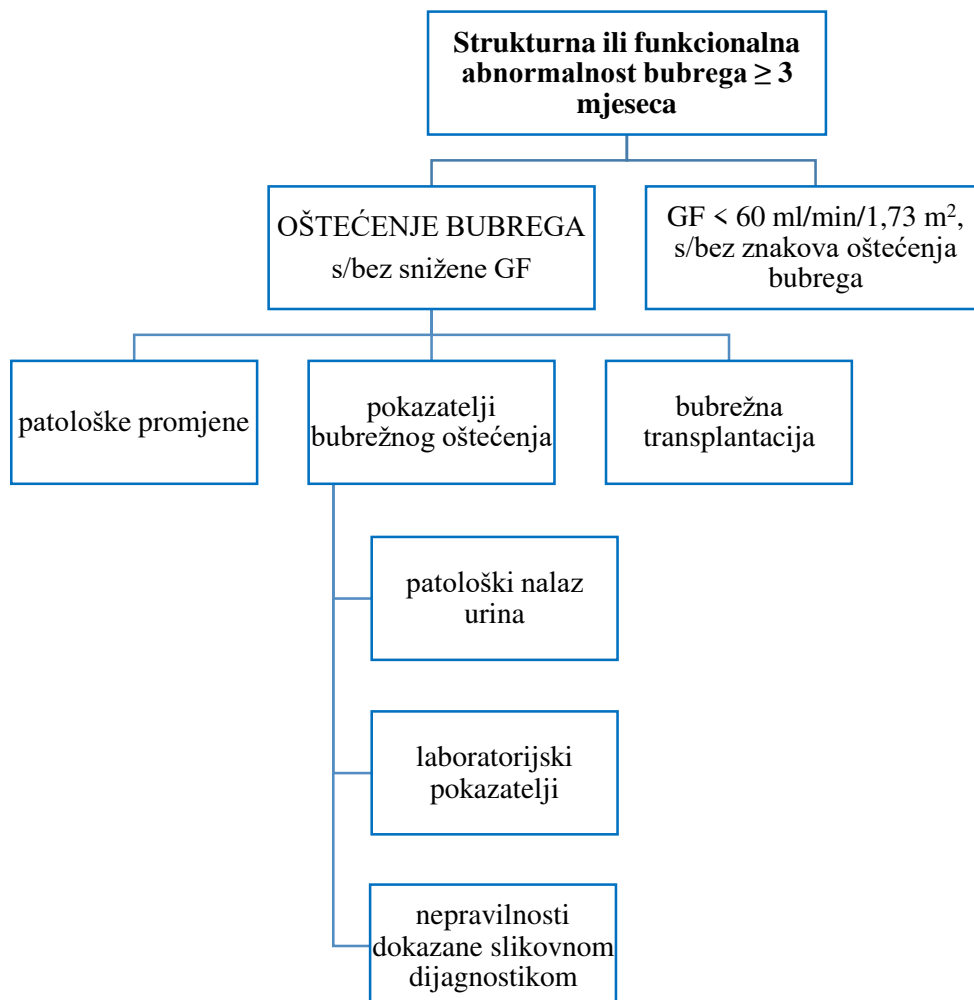 Strukturna ili funkcionalna
abnormalnost bubrega ≥ 3
mjeseca
OŠTEĆENJE BUBREGA
s/bez snižene GF
GF < 60 ml/min/1,73 m²,
s/bez znakova oštećenja
bubrega
patološke promjene
pokazatelji
bubrežnog oštećenja
bubrežna
transplantacija
patološki nalaz
urina
laboratorijski
pokazatelji
nepravilnosti
dokazane slikovnom
dijagnostikom